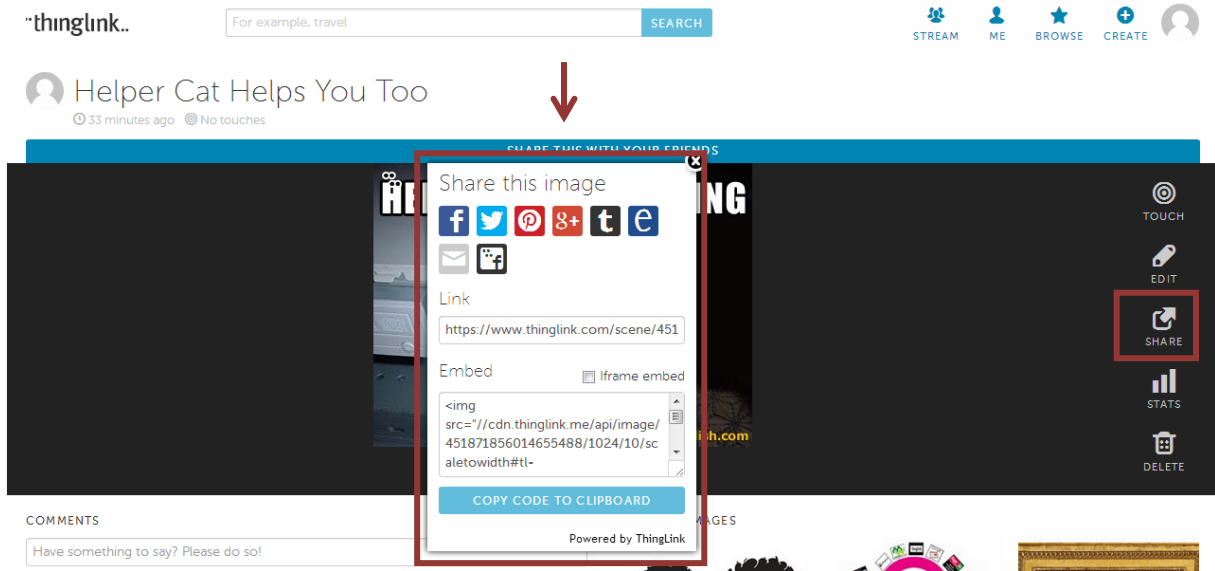 thinglink..
For example, travel
SEARCH
STREAM
ME
BROWSE
CREATE
Helper Cat Helps You Too
33 minutes ago No touches
SHARE THIS WITH YOUR FRIENDS
NG
Share this image
Link
https://www.thinglink.com/scene/451
Embed
Iframe embed
<img
src="//cdn.thinglink.me/api/image/
451871856014655488/1024/10/sc
aletowidth#tl-
COPY CODE TO CLIPBOARD
Powered by ThingLink
ish.com
TOUCH
EDIT
SHARE
STATS
DELETE
COMMENTS
Have something to say? Please do so!